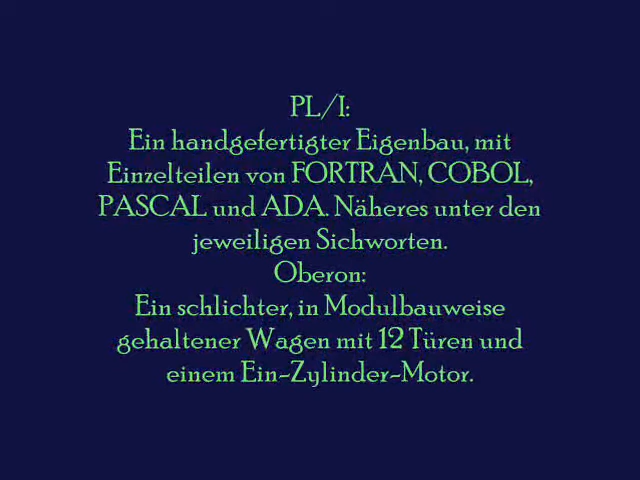 PL/I:
Ein handgefertigter Eigenbau, mit
Einzelteilen von FORTRAN, COBOL,
PASCAL und ADA. Näheres unter den
jeweiligen Sichworten.
Oberon:
Ein schlichter, in Modulbauweise
gehaltener Wagen mit 12 Türen und
einem Ein-Zylinder-Motor.